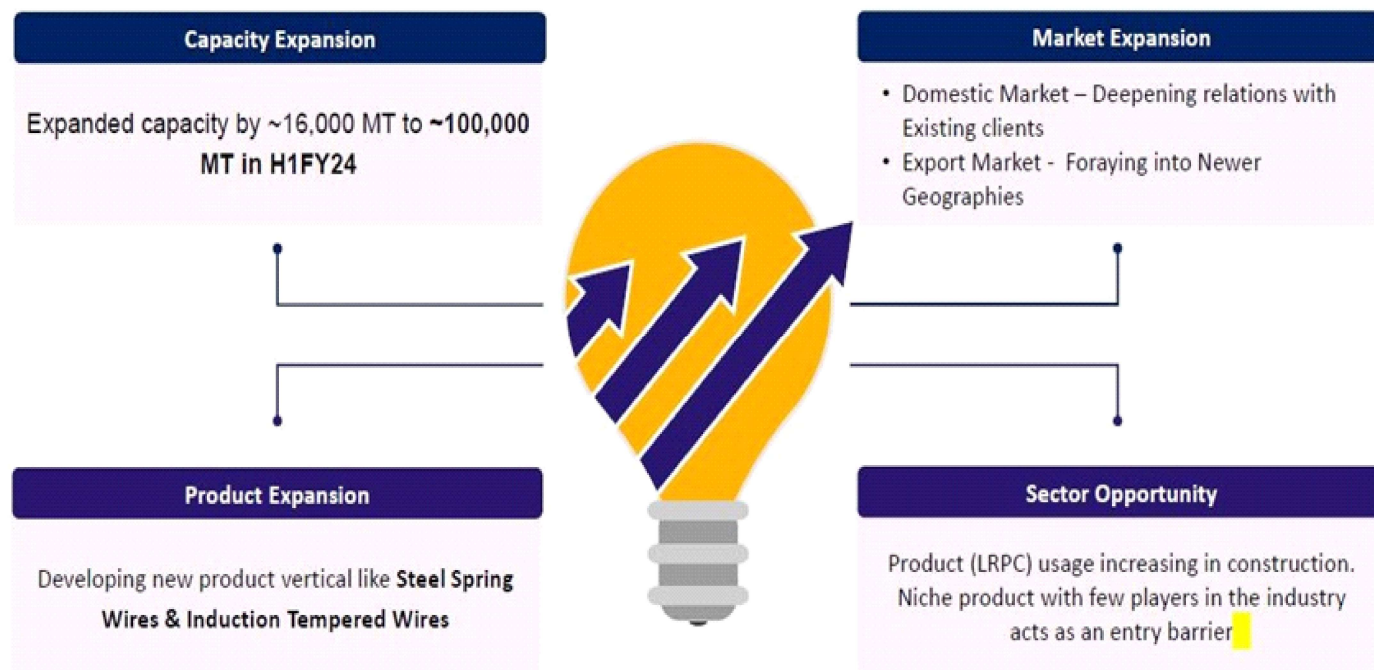 Capacity Expansion
Expanded capacity by ~16,000 MT to ~100,000
MT in H1FY24
Market Expansion
• Domestic Market – Deepening relations with
Existing clients
• Export Market - Foraying into Newer
Geographies
Product Expansion
Developing new product vertical like Steel Spring
Wires & Induction Tempered Wires
Sector Opportunity
Product (LRPC) usage increasing in construction.
Niche product with few players in the industry
acts as an entry barrier